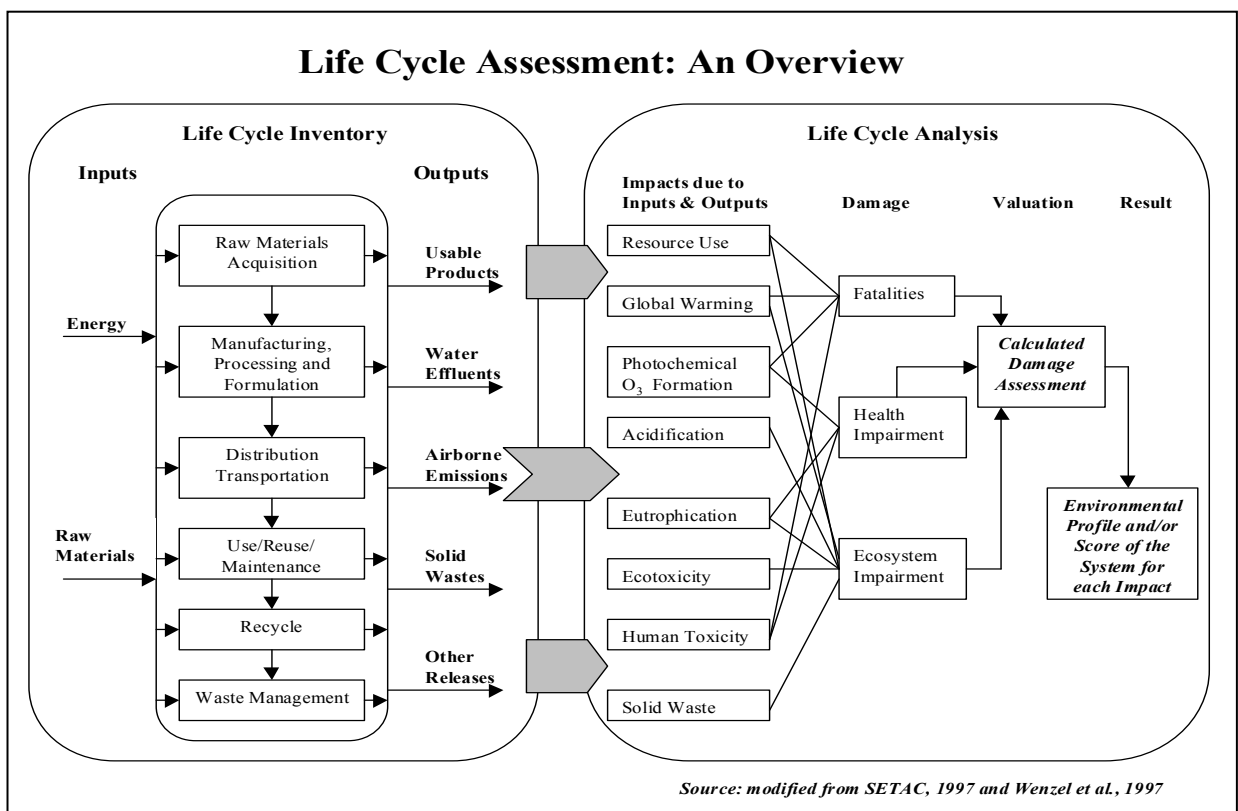 Life Cycle Assessment: An Overview
Life Cycle Inventory
Inputs
Outputs
Energy
Raw
Materials
Raw Materials
Acquisition
Manufacturing,
Processing and
Formulation
Distribution
Transportation
Use/Reuse/
Maintenance
Recycle
Waste Management
Usable
Products
Water
Effluents
Airborne
Emissions
Solid
Wastes
Other
Releases
Life Cycle Analysis
Impacts due to
Inputs & Outputs
Damage
Valuation
Result
Resource Use
Global Warming
Photochemical
O3 Formation
Acidification
Eutrophication
Ecotoxicity
Human Toxicity
Solid Waste
Fatalities
Health
Impairment
Ecosystem
Impairment
Calculated
Damage
Assessment
Environmental
Profile and/or
Score of the
System for
each Impact
Source: modified from SETAC, 1997 and Wenzel et al., 1997